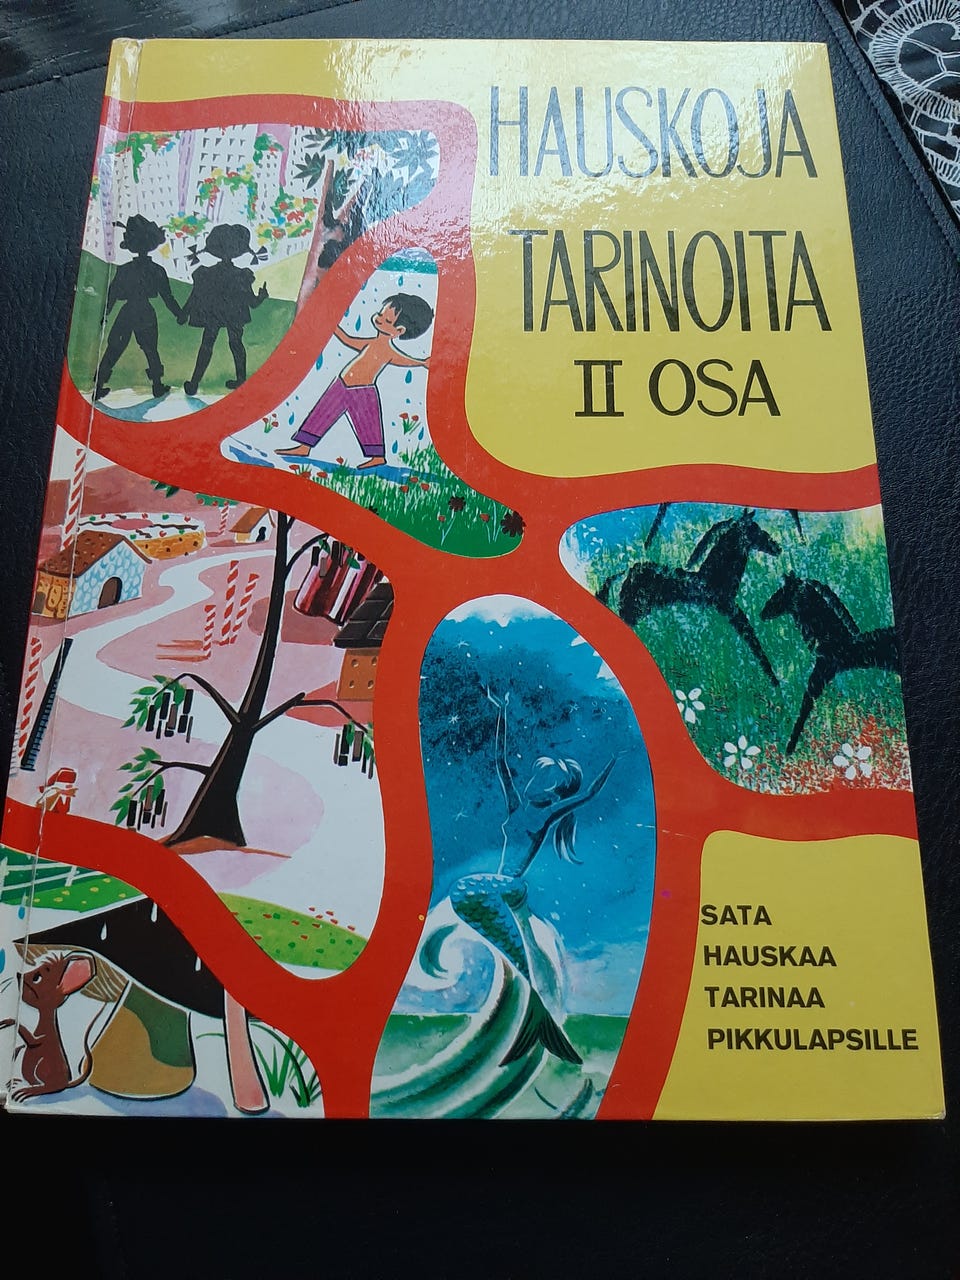 HAUSKOJA
TARINOITA
II OSA
SATA
HAUSKAA
TARINAA
PIKKULAPSILLE